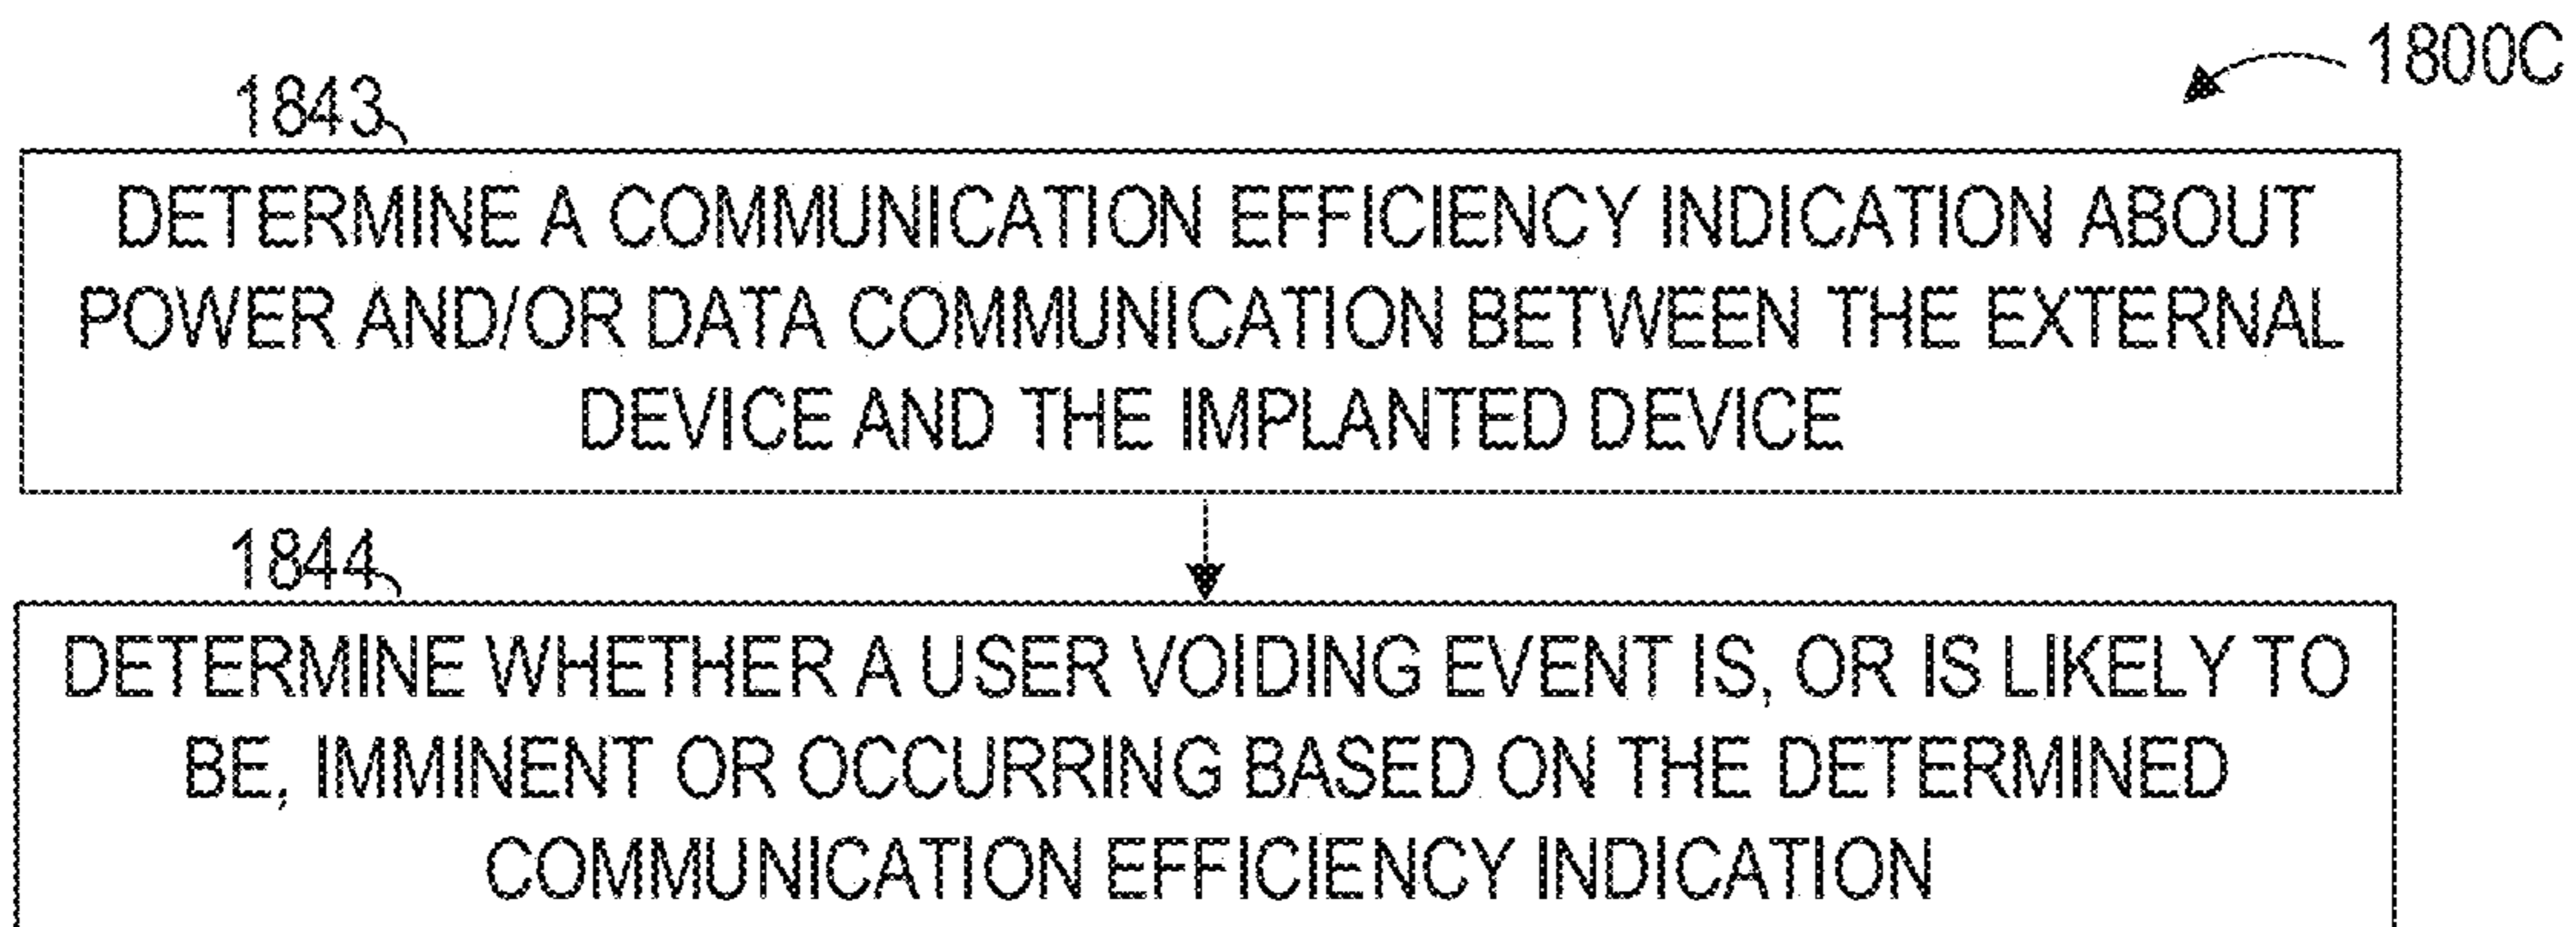 1800C
1843
DETERMINE A COMMUNICATION EFFICIENCY INDICATION ABOUT
POWER AND/OR DATA COMMUNICATION BETWEEN THE EXTERNAL
DEVICE AND THE IMPLANTED DEVICE
1844
DETERMINE WHETHER A USER VOIDING EVENT IS, OR IS LIKELY TO
BE, IMMINENT OR OCCURRING BASED ON THE DETERMINED
COMMUNICATION EFFICIENCY INDICATION